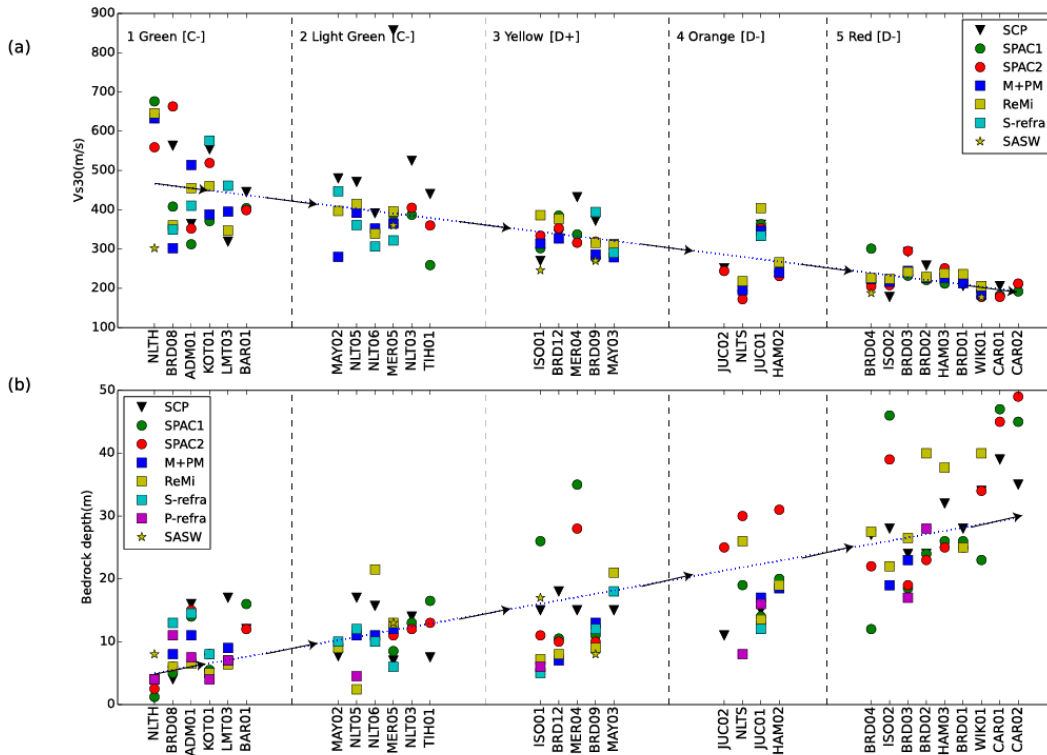 (a)
900
800
700
600
500
400
300
200
100
Vs30(m/s)
1 Green [C-]
2 Light Green [C-]
3 Yellow [D+]
4 Orange [D-]
5 Red [D-]
SCP
SPAC1
SPAC2
M+PM
ReMi
S-refra
SASW
NLTH
BRD08
ADM01
KOT01
LMT03
BAR01
MAY02
NLT05
NLT06
MER05
NLT03
TIH01
ISO01
BRD12
MER04
BRD09
MAY03
JUC02
NLTS
JUC01
HAM02
BRD04
ISO02
BRD03
BRD02
HAM03
BRD01
WIK01
CAR01
CAR02
(b)
50
40
30
20
10
0
Bedrock depth(m)
SCP
SPAC1
SPAC2
M+PM
ReMi
S-refra
P-refra
SASW
NLTH
BRD08
ADM01
KOT01
LMT03
BAR01
MAY02
NLT05
NLT06
MER05
NLT03
TIH01
ISO01
BRD12
MER04
BRD09
MAY03
JUC02
NLTS
JUC01
HAM02
BRD04
ISO02
BRD03
BRD02
HAM03
BRD01
WIK01
CAR01
CAR02